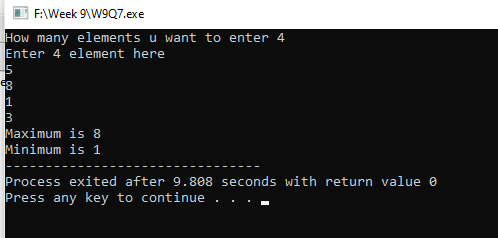 F:\Week 9\W9Q7.exe
How many elements u want to enter 4
Enter 4 element here
5
8
1
3
Maximum is 8
Minimum is 1
--------------------------------
Process exited after 9.808 seconds with return value 0
Press any key to continue . . .